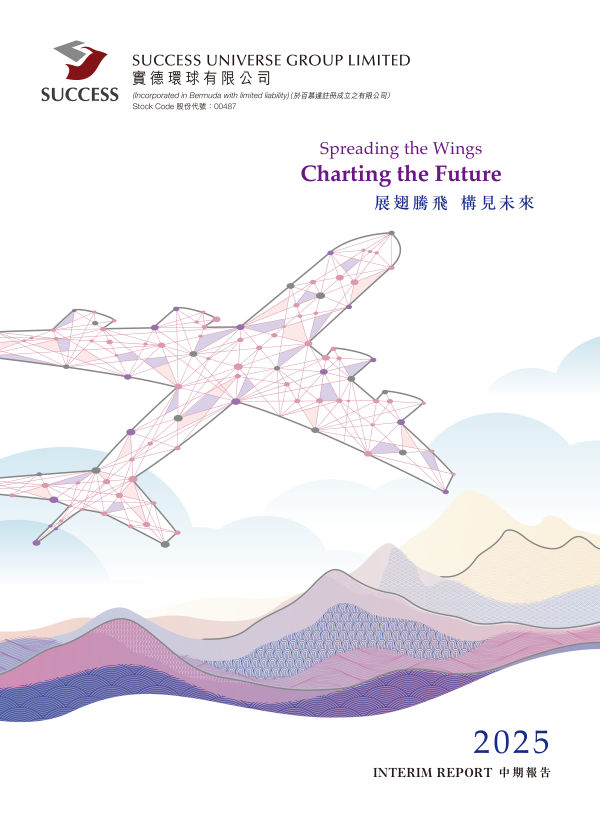 SUCCESS
SUCCESS UNIVERSE GROUP LIMITED
實德環球有限公司
(Incorporated in Bermuda with limited liability) (於百慕達註冊成立之有限公司)
Stock Code 股份代號：00487
Spreading the Wings
Charting the Future
展翅騰飛 構見未來
2025
INTERIM REPORT 中期報告